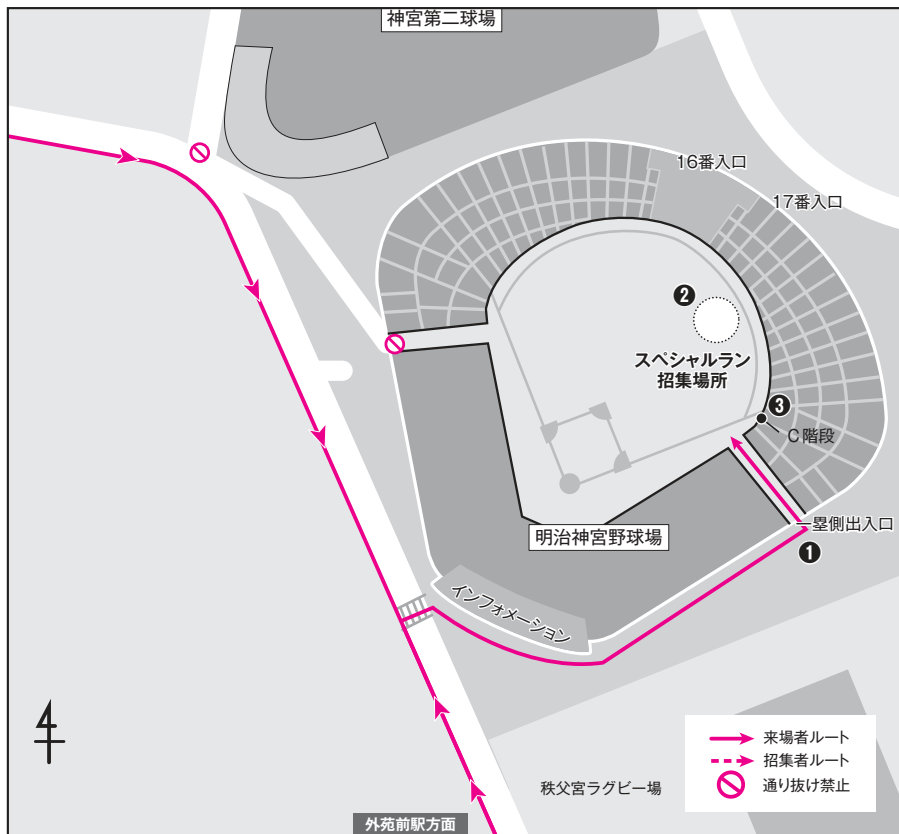 神宮第二球場
16番入口
17番入口
❷
スペシャルラン
招集場所
❸
C階段
一塁側出入口
❶
明治神宮野球場
インフォメーション
来場者ルート
招集者ルート
通り抜け禁止
秩父宮ラグビー場
外苑前駅方面